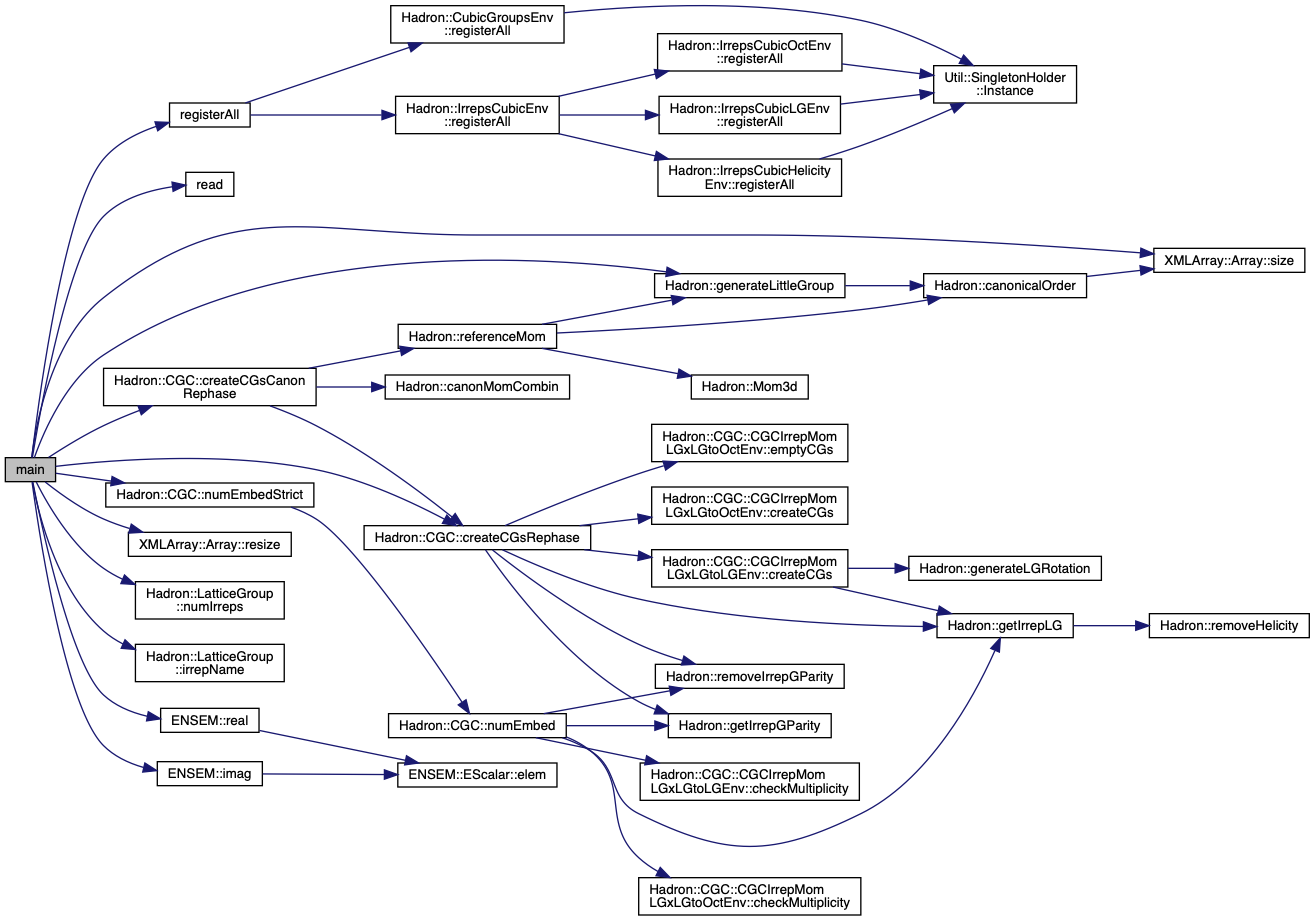 Hadron::CubicGroupsEnv
::registerAll
Hadron::IrrepsCubicOctEnv
::registerAll
Util::SingletonHolder
::Instance
registerAll
Hadron::IrrepsCubicEnv
::registerAll
Hadron::IrrepsCubicLGEnv
::registerAll
Hadron::IrrepsCubicHelicity
Env::registerAll
read
XMLArray::Array::size
Hadron::generateLittleGroup
Hadron::canonicalOrder
Hadron::referenceMom
Hadron::CGC::createCGsCanon
Rephase
Hadron::canonMomCombin
Hadron::Mom3d
Hadron::CGC::CGCIrrepMom
LGxLGtoOctEnv::emptyCGs
main
Hadron::CGC::numEmbedStrict
Hadron::CGC::CGCIrrepMom
LGxLGtoOctEnv::createCGs
XMLArray::Array::resize
Hadron::CGC::createCGsRephase
Hadron::CGC::CGCIrrepMom
LGxLGtoLGEnv::createCGs
Hadron::generateLGRotation
Hadron::LatticeGroup
::numIrreps
Hadron::getIrrepLG
Hadron::removeHelicity
Hadron::LatticeGroup
::irrepName
Hadron::removeIrrepGParity
ENSEM::real
Hadron::CGC::numEmbed
Hadron::getIrrepGParity
ENSEM::imag
ENSEM::EScalar::elem
Hadron::CGC::CGCIrrepMom
LGxLGtoLGEnv::checkMultiplicity
Hadron::CGC::CGCIrrepMom
LGxLGtoOctEnv::checkMultiplicity